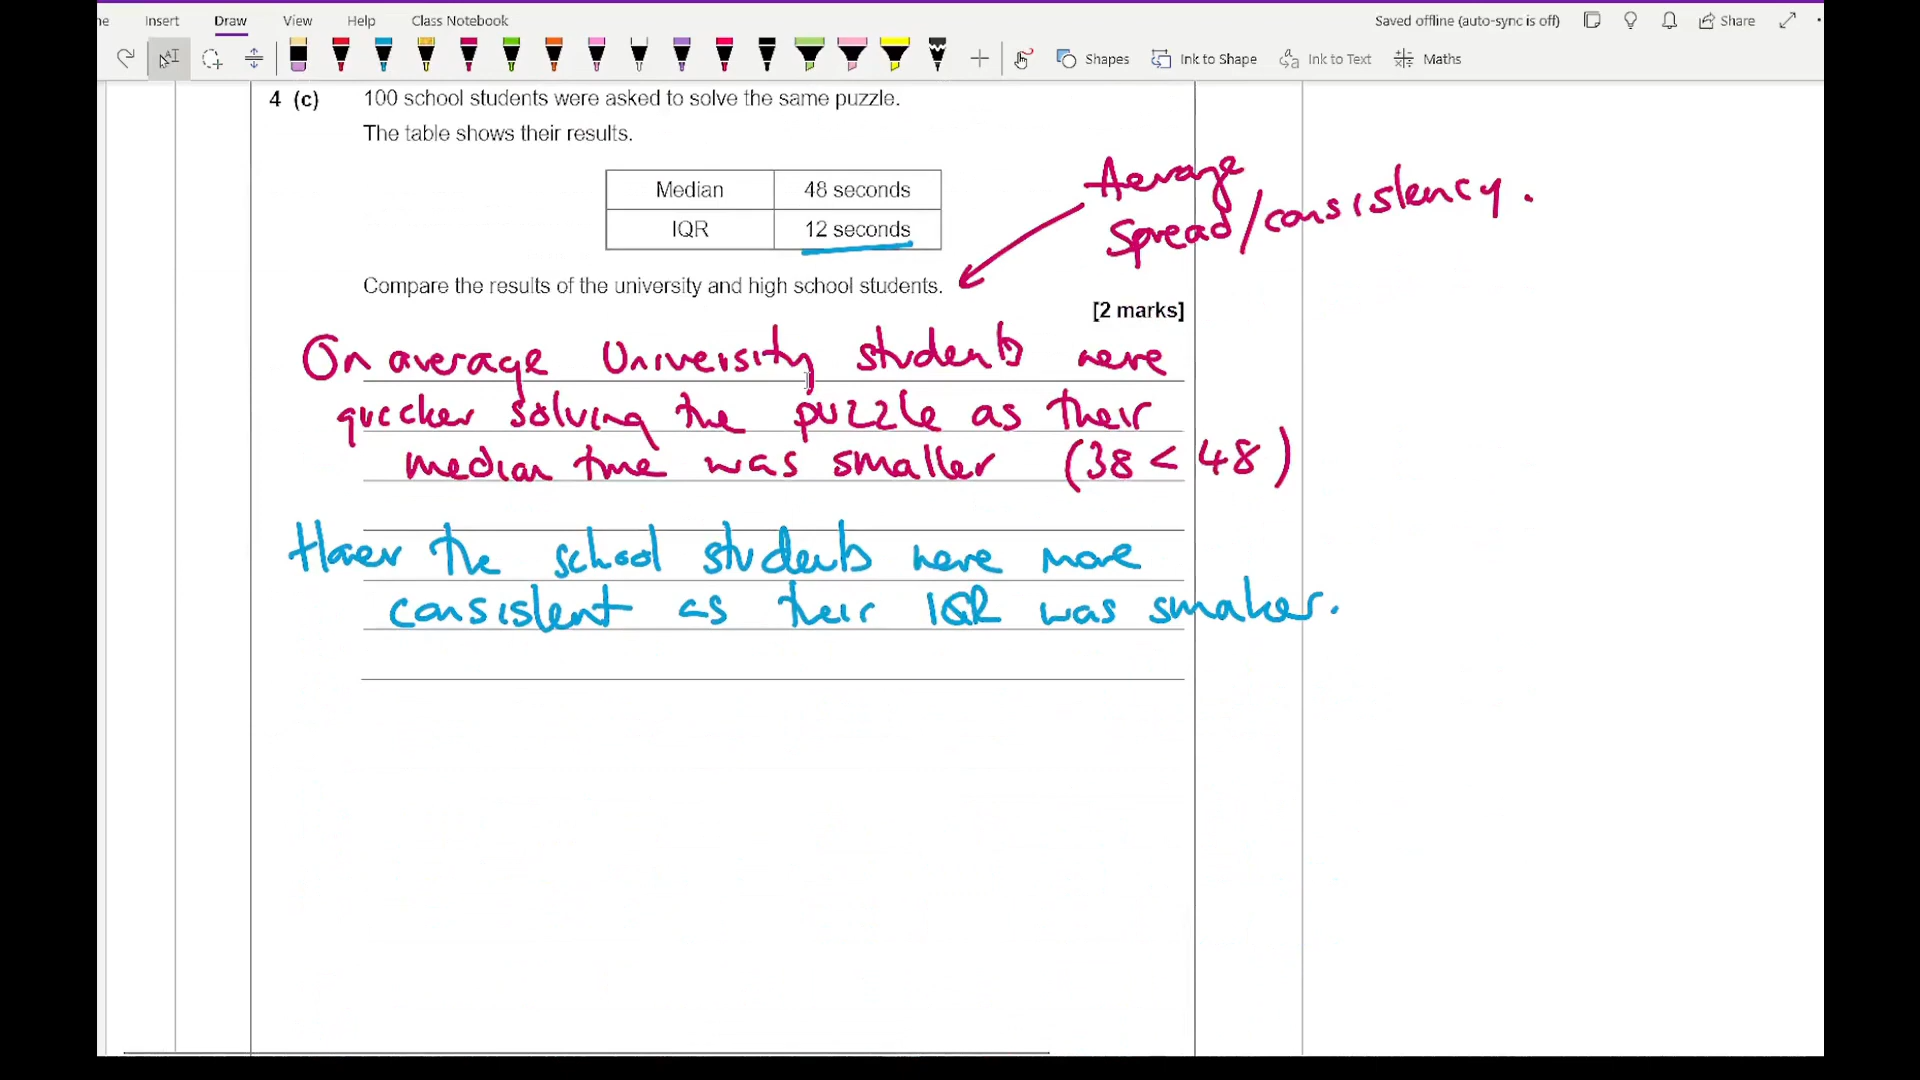 Insert Draw View Help Class Notebook Saved offline (auto-sync is off) Share
Shapes Ink to Shape Ink to Text Maths
4 (c) 100 school students were asked to solve the same puzzle.
The table shows their results.
Median 48 seconds
IQR 12 seconds
Average
Spread/consistency.
Compare the results of the university and high school students.
[2 marks]
On average University students were
quicker solving the puzzle as their
median time was smaller (38 < 48)
the school students were more
consistent as their IQR was smaller.